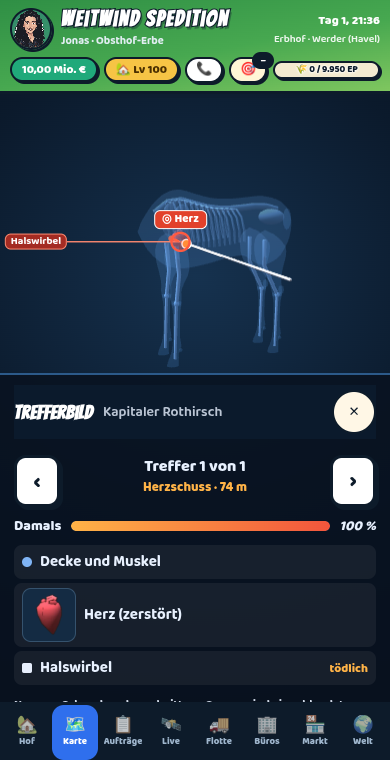 WEITWIND SPEDITION
Jonas · Obsthof-Erbe
Tag 1, 21:36
Erbhof · Werder (Havel)
10,00 Mio. €
Lv 100
–
0 / 9.950 EP
Herz
Halswirbel
TREFFERBILD
Kapitaler Rothirsch
✕
‹
Treffer 1 von 1
Herzschuss · 74 m
›
Damals
100 %
Decke und Muskel
Herz (zerstört)
Halswirbel
tödlich
Hof
Karte
Aufträge
Live
Flotte
Büros
Markt
Welt